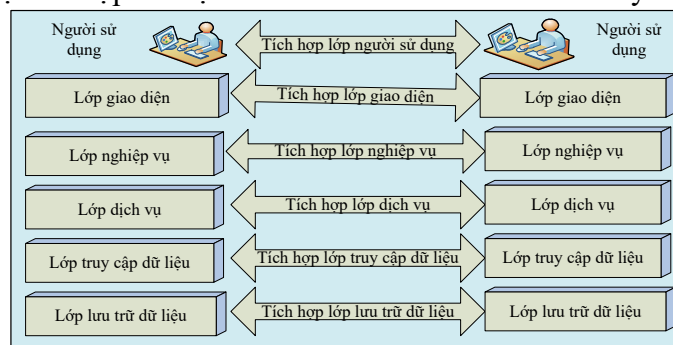 Người sử
dụng
Tích hợp lớp người sử dụng
Người sử
dụng
Lớp giao diện
Tích hợp lớp giao diện
Lớp giao diện
Lớp nghiệp vụ
Tích hợp lớp nghiệp vụ
Lớp nghiệp vụ
Lớp dịch vụ
Tích hợp lớp dịch vụ
Lớp dịch vụ
Lớp truy cập dữ liệu
Tích hợp lớp truy cập dữ liệu
Lớp truy cập dữ liệu
Lớp lưu trữ dữ liệu
Tích hợp lớp lưu trữ dữ liệu
Lớp lưu trữ dữ liệu